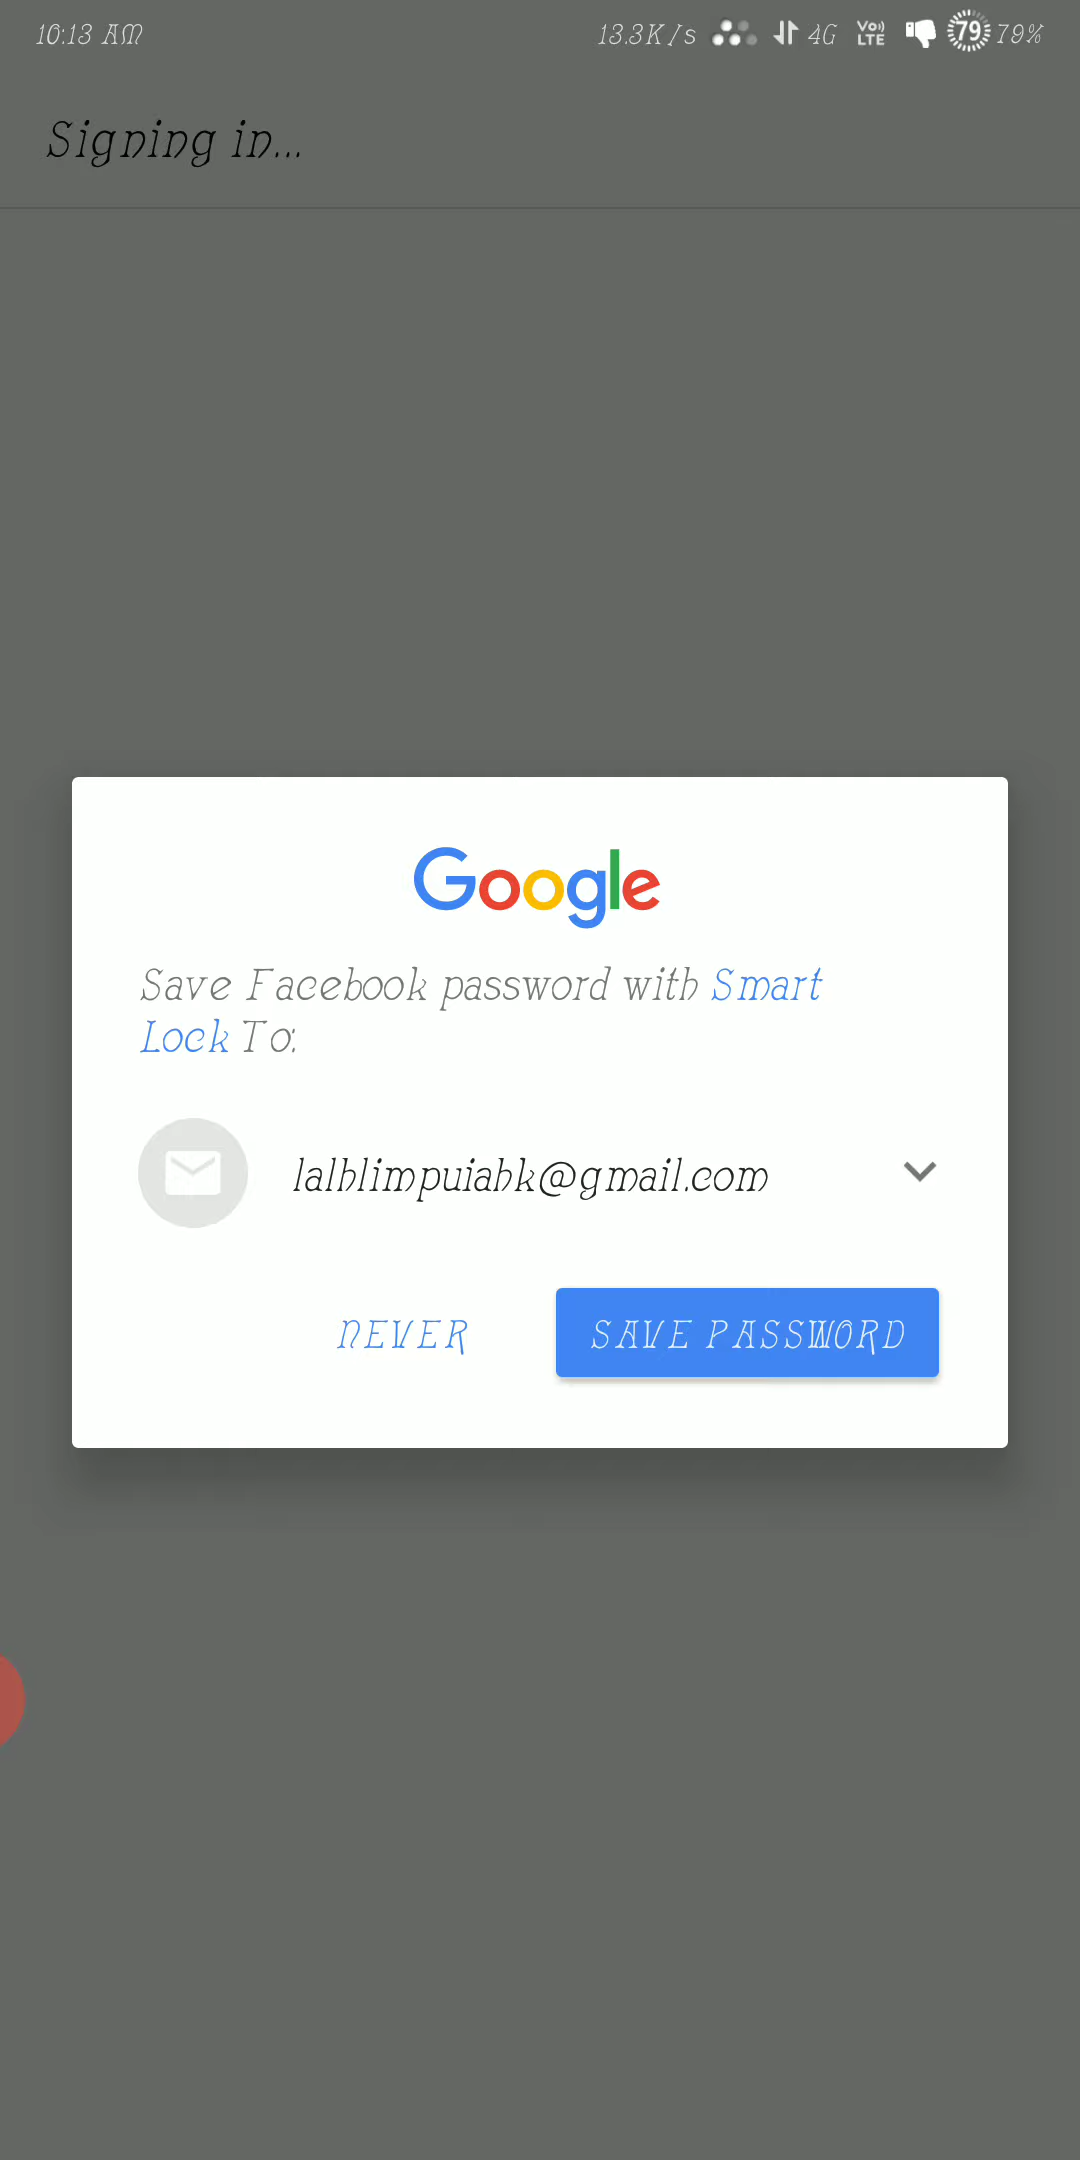 10:13 AM 13.3K/s 4G VoLTE 79 79%
Signing in...
Google
Save Facebook password with Smart
Lock To:
lalhlimpuiahk@gmail.com
NEVER SAVE PASSWORD